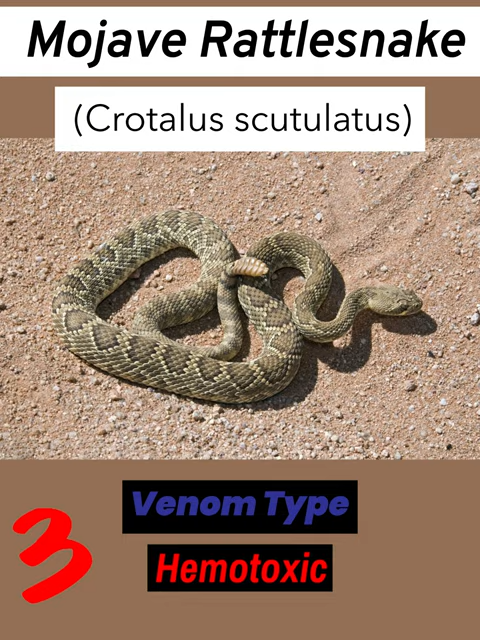 Mojave Rattlesnake
(Crotalus scutulatus)
Venom Type
3
Hemotoxic